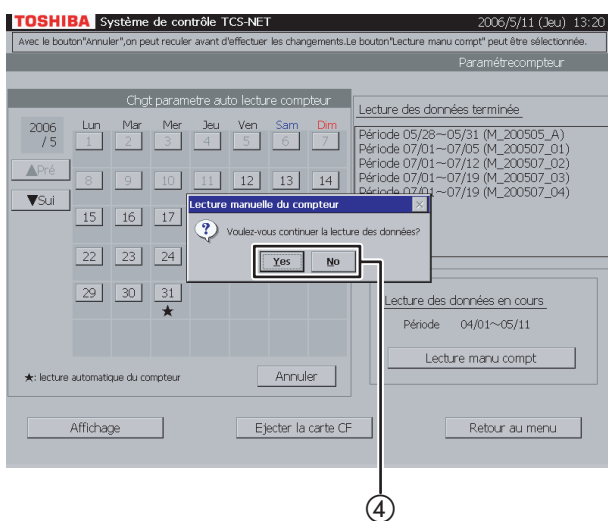 TOSHIBA Système de contrôle TCS-NET 2006/5/11 (Jeu) 13:20
Avec le bouton"Annuler",on peut reculer avant d'effectuer les changements.Le bouton"Lecture manu compt" peut être sélectionnée.
Paramétrecompteur
Chgt parametre auto lecture compteur
2006
/ 5
Lun Mar Mer Jeu Ven Sam Dim
1 2 3 4 5 6 7
▲Pré
8 9 10 11 12 13 14
▼Sui
15 16 17
22 23 24
29 30 31
★
★: lecture automatique du compteur
Annuler
Lecture des données terminée
Période 05/28～05/31 (M_200505_A)
Période 07/01～07/05 (M_200507_01)
Période 07/01～07/12 (M_200507_02)
Période 07/01～07/19 (M_200507_03)
Période 07/01～07/19 (M_200507_04)
Lecture manuelle du compteur
Voulez-vous continuer la lecture des données?
Yes No
Lecture des données en cours
Période 04/01～05/11
Lecture manu compt
Affichage Ejecter la carte CF Retour au menu
④